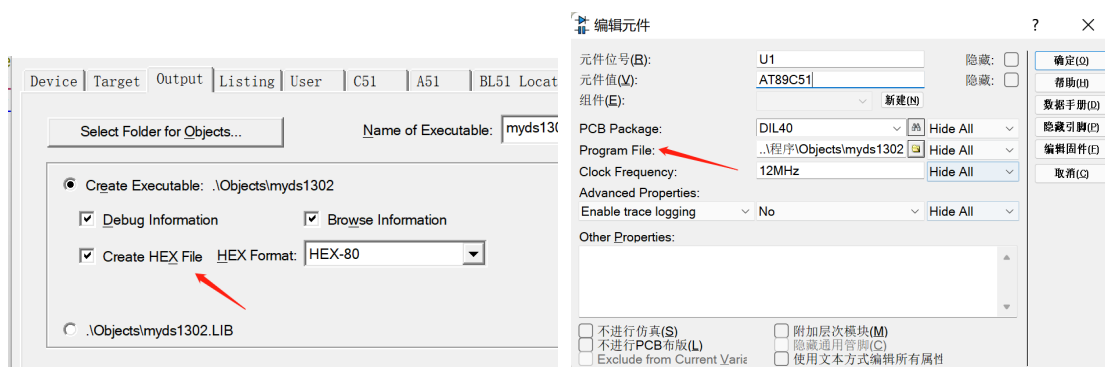 Device Target Output Listing User C51 A51 BL51 Locat
Select Folder for Objects... Name of Executable: myds130
Create Executable: .\Objects\myds1302
Debug Information Browse Information
Create HEX File HEX Format: HEX-80
.\Objects\myds1302.LIB
编辑元件 ? ×
元件位号(R): U1 隐藏: 确定(O)
元件值(V): AT89C51 隐藏: 帮助(H)
组件(E): 新建(N) 数据手册(D)
PCB Package: DIL40 Hide All 隐藏引脚(P)
Program File: ..\程序\Objects\myds1302 Hide All 编辑固件(F)
Clock Frequency: 12MHz Hide All 取消(C)
Advanced Properties:
Enable trace logging No Hide All
Other Properties:
不进行仿真(S) 附加层次模块(M)
不进行PCB布版(L) 隐藏通用管脚(C)
Exclude from Current Varia 使用文本方式编辑所有属性